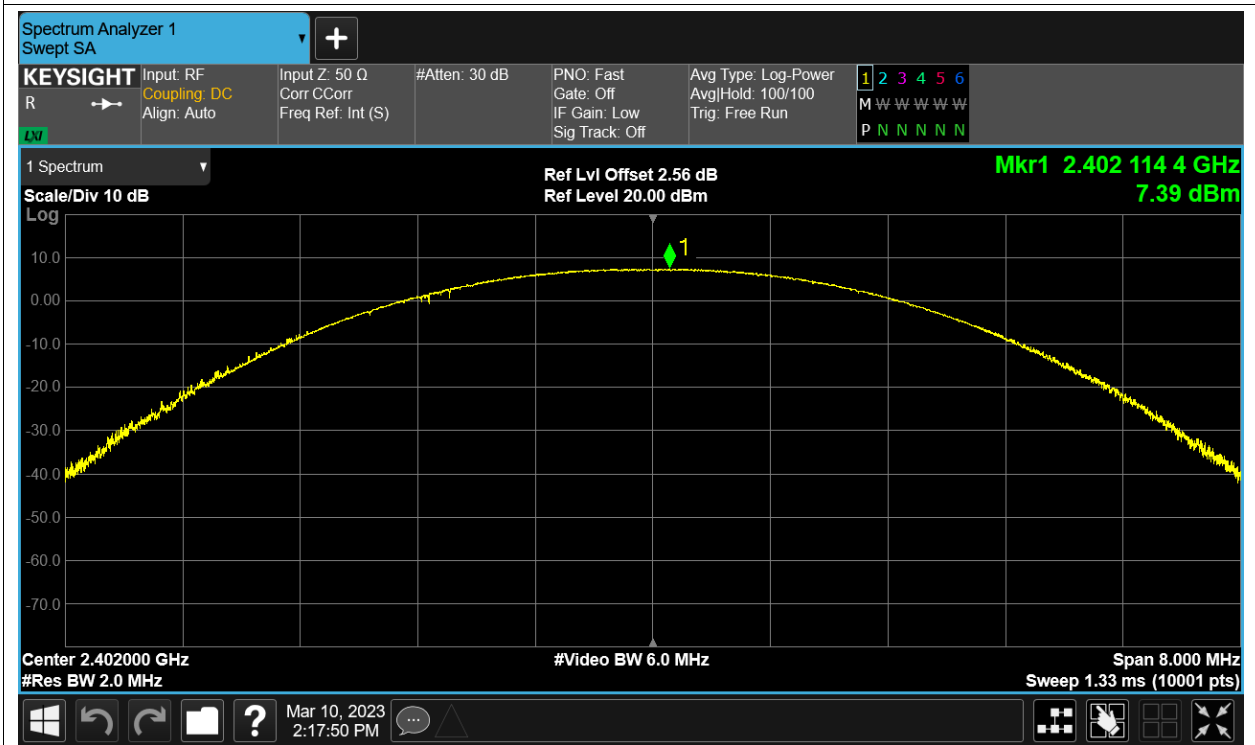 Spectrum Analyzer 1
Swept SA
KEYSIGHT
R
LXI
Input: RF
Coupling: DC
Align: Auto
Input Z: 50 Ω
Corr CCorr
Freq Ref: Int (S)
#Atten: 30 dB
PNO: Fast
Gate: Off
IF Gain: Low
Sig Track: Off
Avg Type: Log-Power
Avg|Hold: 100/100
Trig: Free Run
1 2 3 4 5 6
M W W W W W
P N N N N N
1 Spectrum
Scale/Div 10 dB
Log
Ref Lvl Offset 2.56 dB
Ref Level 20.00 dBm
Mkr1 2.402 114 4 GHz
7.39 dBm
1
10.0
0.00
-10.0
-20.0
-30.0
-40.0
-50.0
-60.0
-70.0
Center 2.402000 GHz
#Res BW 2.0 MHz
#Video BW 6.0 MHz
Span 8.000 MHz
Sweep 1.33 ms (10001 pts)
?
Mar 10, 2023
2:17:50 PM